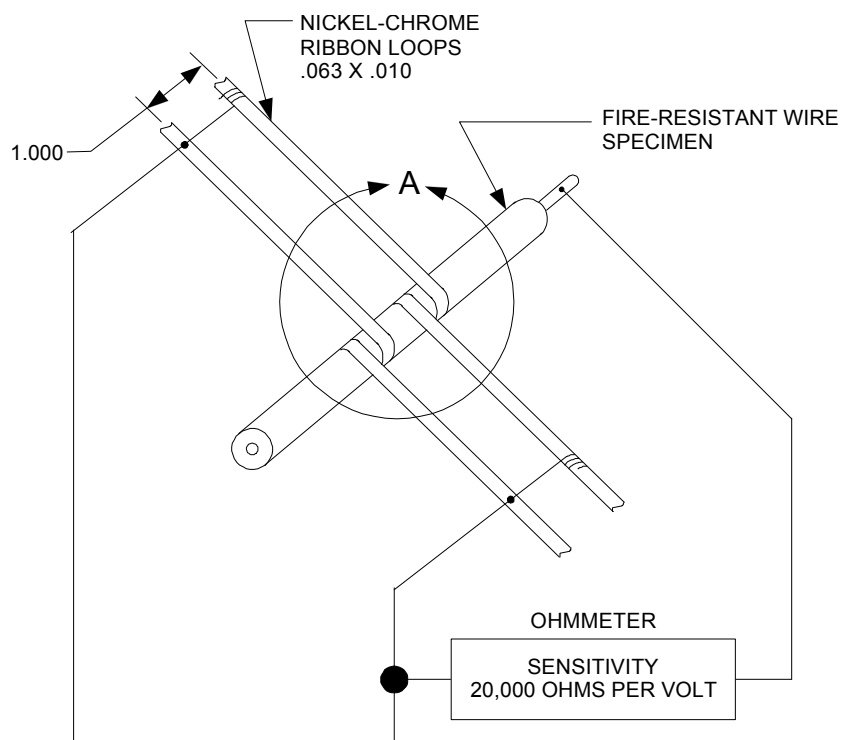 NICKEL-CHROME
RIBBON LOOPS
.063 X .010
FIRE-RESISTANT WIRE
SPECIMEN
1.000
A
OHMMETER
SENSITIVITY
20,000 OHMS PER VOLT